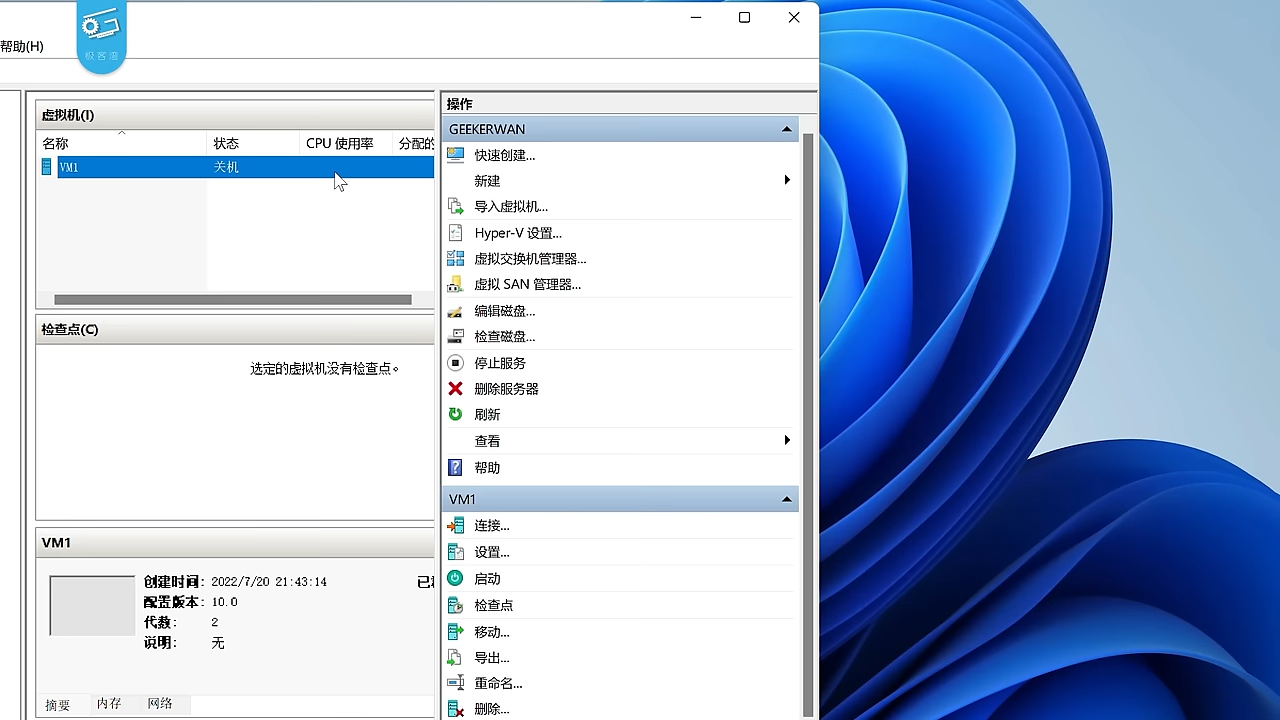 帮助(H)
极客湾
虚拟机(I)
名称 状态 CPU 使用率 分配的
VM1 关机
检查点(C)
选定的虚拟机没有检查点。
VM1
创建时间: 2022/7/20 21:43:14
配置版本: 10.0
代数: 2
说明: 无
摘要 内存 网络
操作
GEEKERWAN
快速创建...
新建
导入虚拟机...
Hyper-V 设置...
虚拟交换机管理器...
虚拟 SAN 管理器...
编辑磁盘...
检查磁盘...
停止服务
删除服务器
刷新
查看
帮助
VM1
连接...
设置...
启动
检查点
移动...
导出...
重命名...
删除...